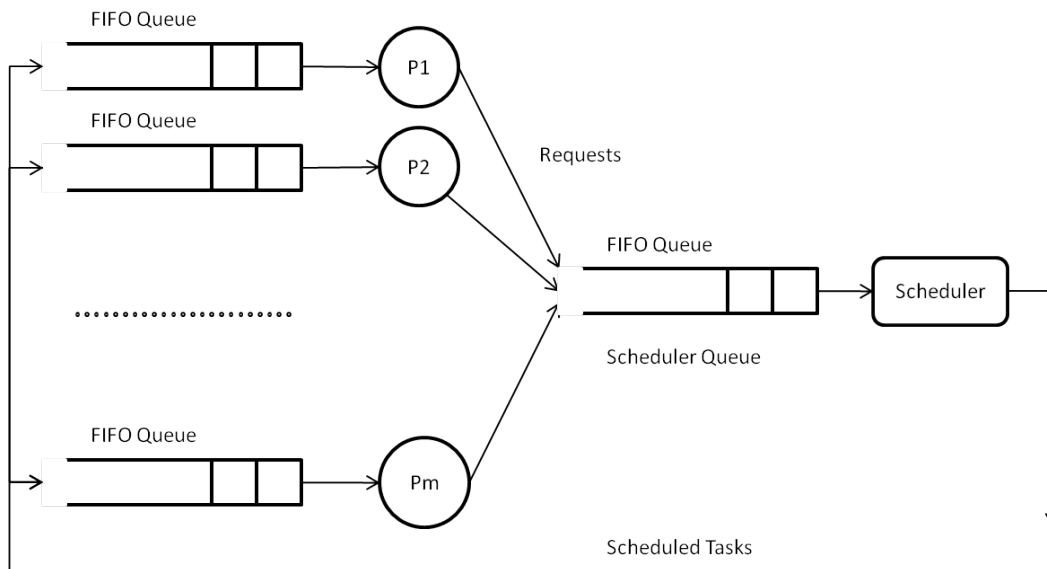 FIFO Queue
P1
FIFO Queue
P2
Requests
FIFO Queue
Scheduler
Scheduler Queue
FIFO Queue
Pm
Scheduled Tasks